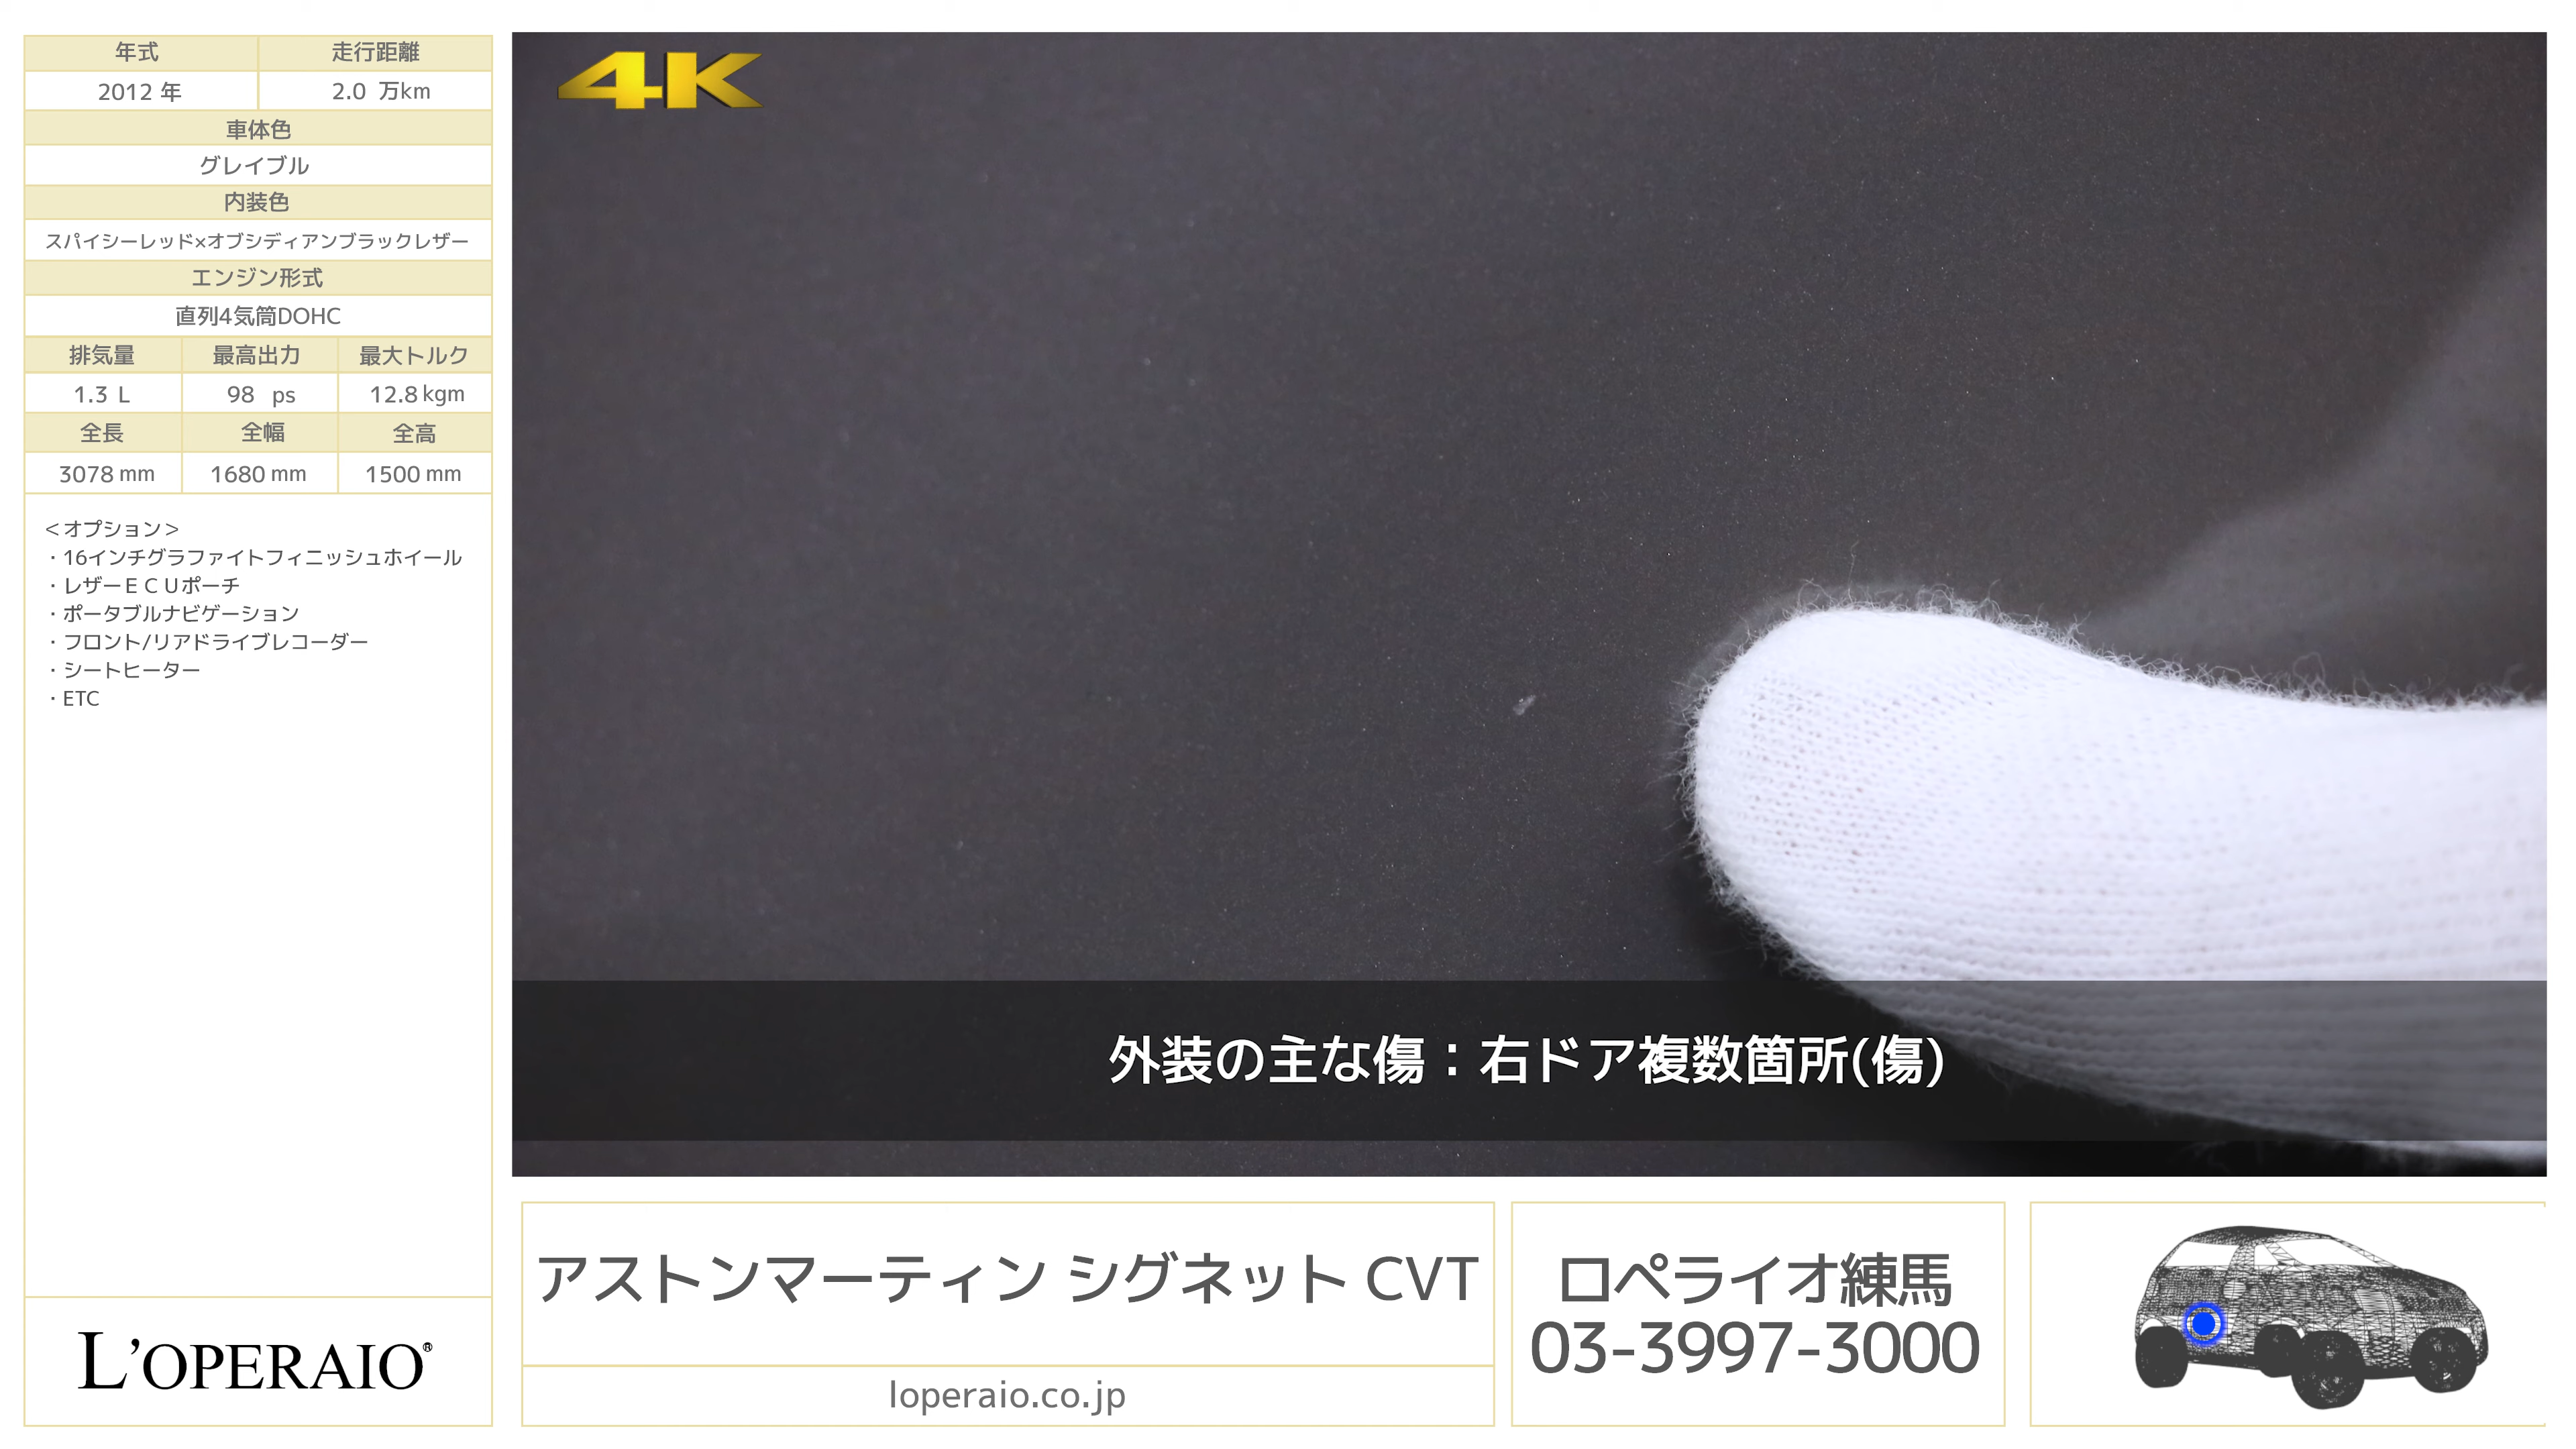 年式 走行距離
2012 年 2.0 万km
車体色
グレイブル
内装色
スパイシーレッド×オブシディアンブラックレザー
エンジン形式
直列4気筒DOHC
排気量 最高出力 最大トルク
1.3 L 98 ps 12.8 kgm
全長 全幅 全高
3078 mm 1680 mm 1500 mm
＜オプション＞
・16インチグラファイトフィニッシュホイール
・レザーＥＣＵポーチ
・ポータブルナビゲーション
・フロント/リアドライブレコーダー
・シートヒーター
・ETC
L'OPERAIO®
4K
外装の主な傷：右ドア複数箇所(傷)
アストンマーティン シグネット CVT
loperaio.co.jp
ロペライオ練馬
03-3997-3000